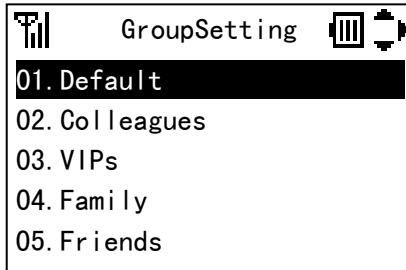 GroupSetting
01.Default
02.Colleagues
03.VIPs
04.Family
05.Friends